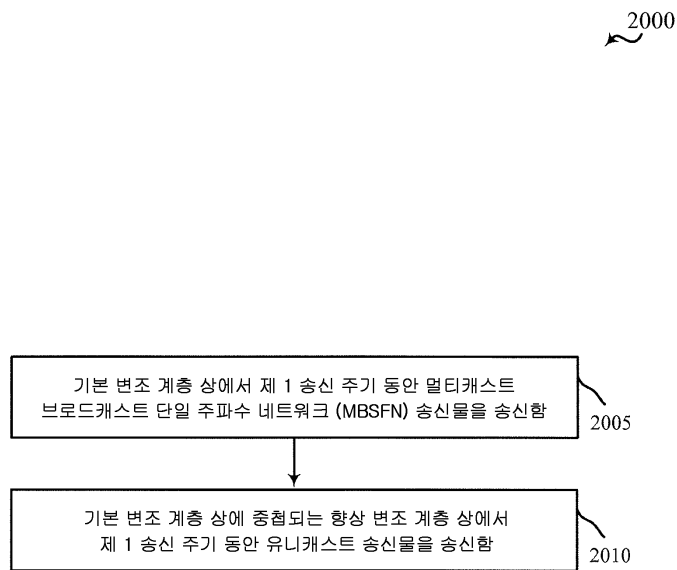 2000
기본 변조 계층 상에서 제 1 송신 주기 동안 멀티캐스트
브로드캐스트 단일 주파수 네트워크 (MBSFN) 송신물을 송신함
2005
기본 변조 계층 상에 중첩되는 향상 변조 계층 상에서
제 1 송신 주기 동안 유니캐스트 송신물을 송신함
2010